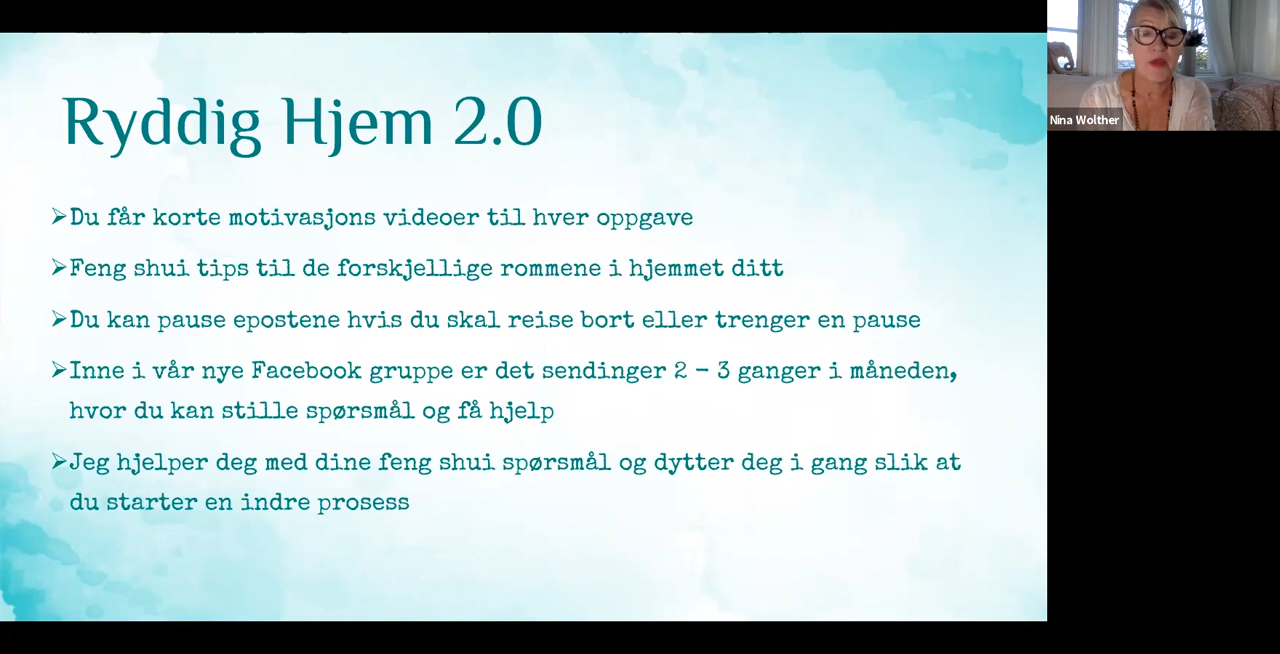 Ryddig Hjem 2.0
Du får korte motivasjons videoer til hver oppgave
Feng shui tips til de forskjellige rommene i hjemmet ditt
Du kan pause epostene hvis du skal reise bort eller trenger en pause
Inne i vår nye Facebook gruppe er det sendinger 2 - 3 ganger i måneden,
hvor du kan stille spørsmål og få hjelp
Jeg hjelper deg med dine feng shui spørsmål og dytter deg i gang slik at
du starter en indre prosess
Nina Wolther